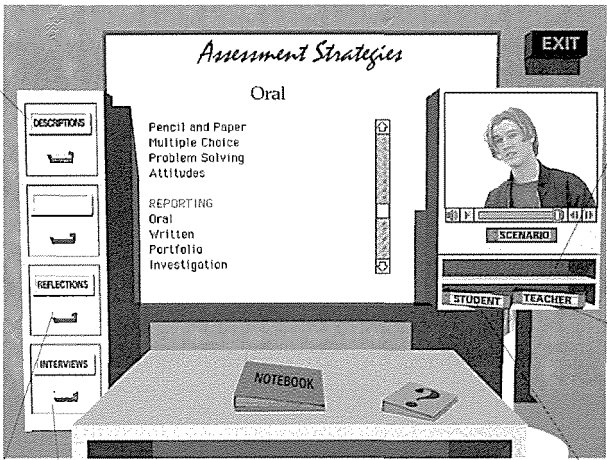 Assessment Strategies
EXIT
Oral
DESCRIPTIONS
Pencil and Paper
Multiple Choice
Problem Solving
Attitudes
REPORTING
Oral
Written
Portfolio
Investigation
SCENARIO
REFLECTIONS
STUDENT TEACHER
INTERVIEWS
NOTEBOOK
?